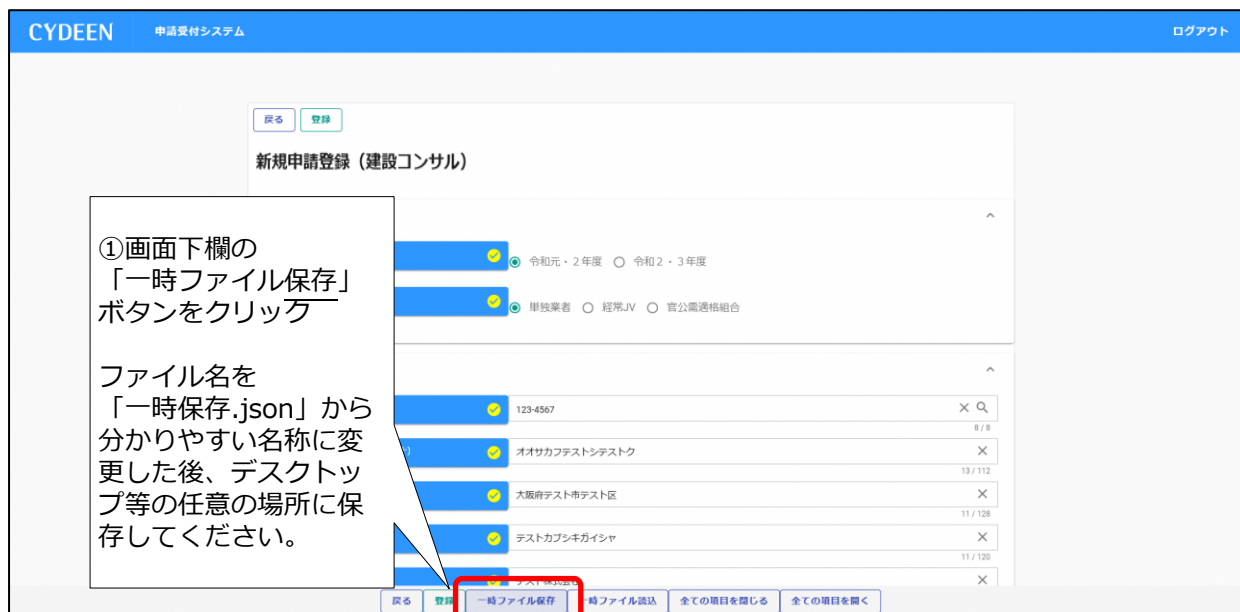 CYDEEN 申請受付システム ログアウト
戻る 登録
新規申請登録（建設コンサル）
①画面下欄の
「一時ファイル保存」
ボタンをクリック
ファイル名を
「一時保存.json」から
分かりやすい名称に変
更した後、デスクトッ
プ等の任意の場所に保
存してください。
令和元・２年度 令和２・３年度
単独業者 経常JV 官公需適格組合
123-4567
8 / 8
オオサカフテストシテストク
13 / 112
大阪府テスト市テスト区
11 / 128
テストカブシキガイシャ
11 / 120
戻る 登録 一時ファイル保存 一時ファイル読込 全ての項目を閉じる 全ての項目を開く